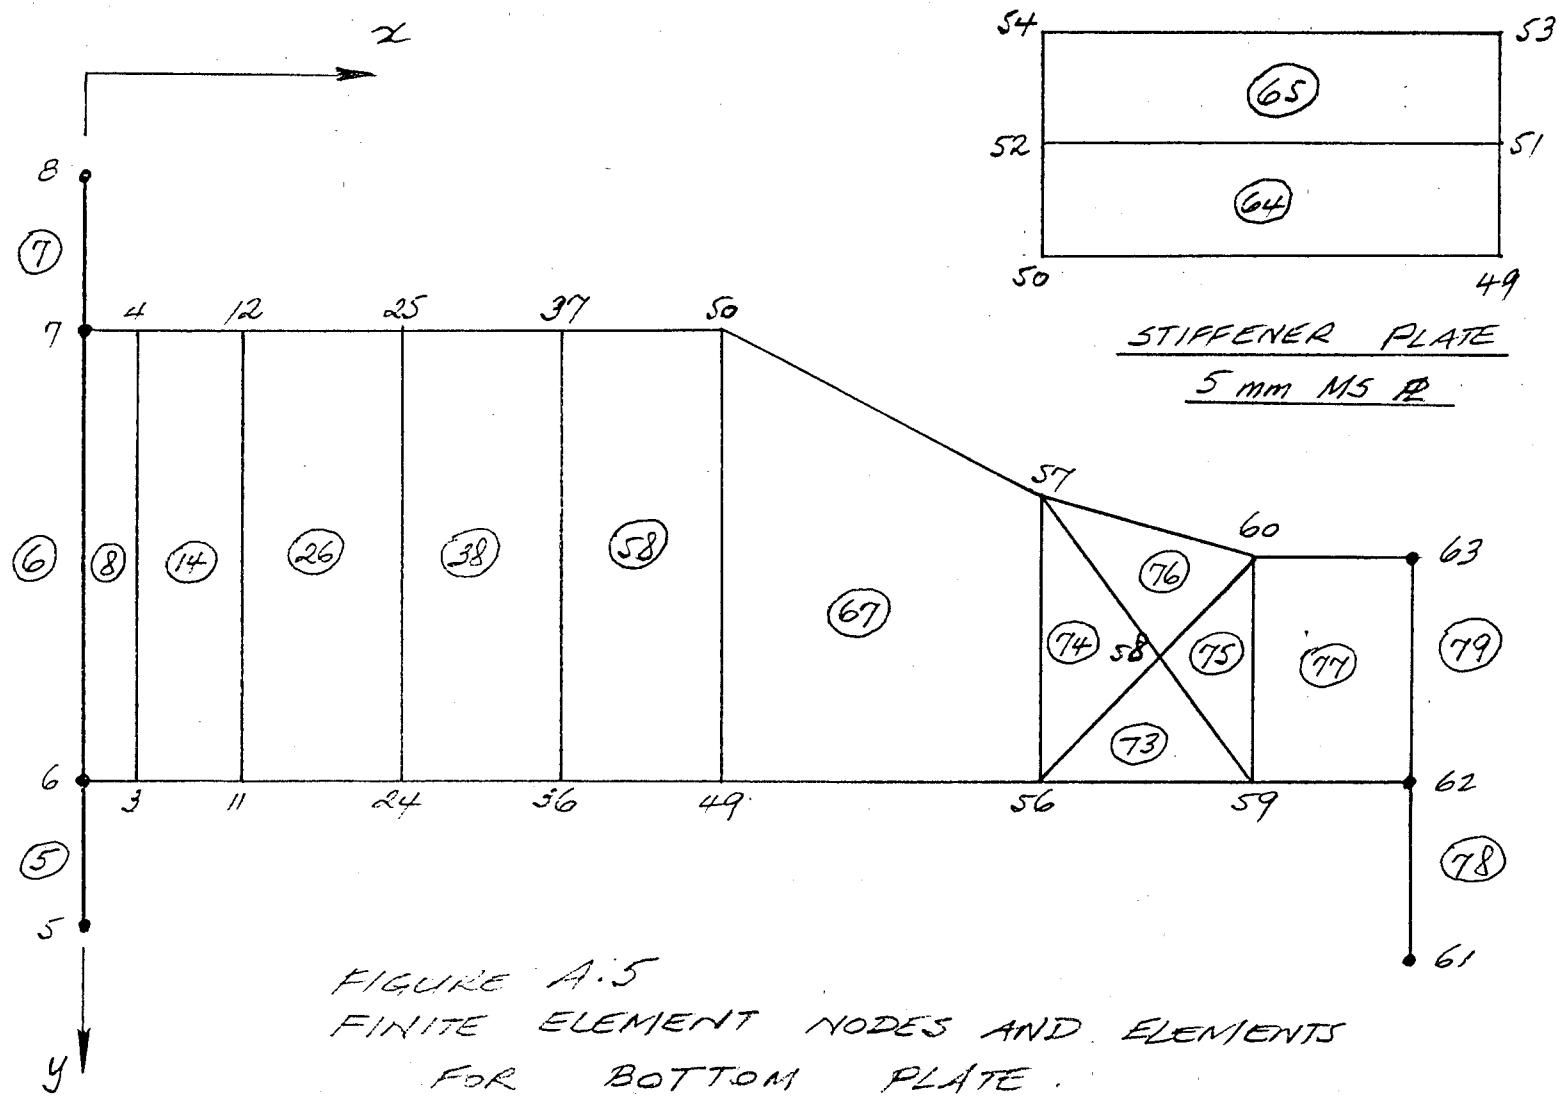 x
54 53
65
8 52 51
7 64
50 49
4 12 25 37 50
7
STIFFENER PLATE
5 mm MS PL
57
60
6 8 14 26 38 58 76 63
67
74 58 75 77 79
73
6 62
3 11 24 36 49 56 59
5 78
5
61
FIGURE A.5
FINITE ELEMENT NODES AND ELEMENTS
y FOR BOTTOM PLATE.